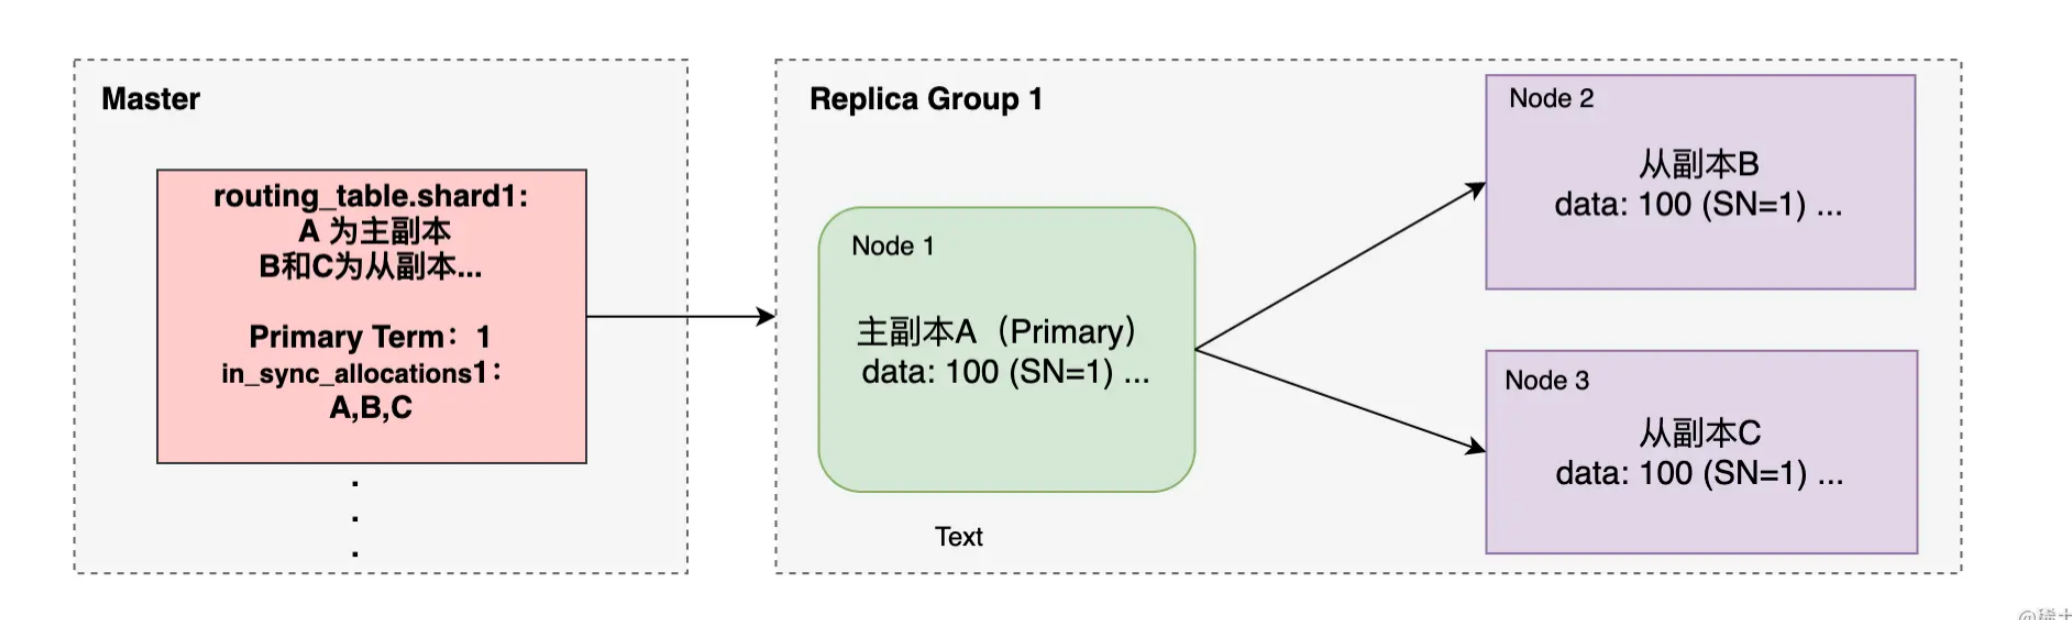 Master
routing_table.shard1:
A 为主副本
B和C为从副本...
Primary Term：1
in_sync_allocations1：
A,B,C
.
.
.
Replica Group 1
Node 1
主副本A（Primary）
data: 100 (SN=1) ...
Text
Node 2
从副本B
data: 100 (SN=1) ...
Node 3
从副本C
data: 100 (SN=1) ...